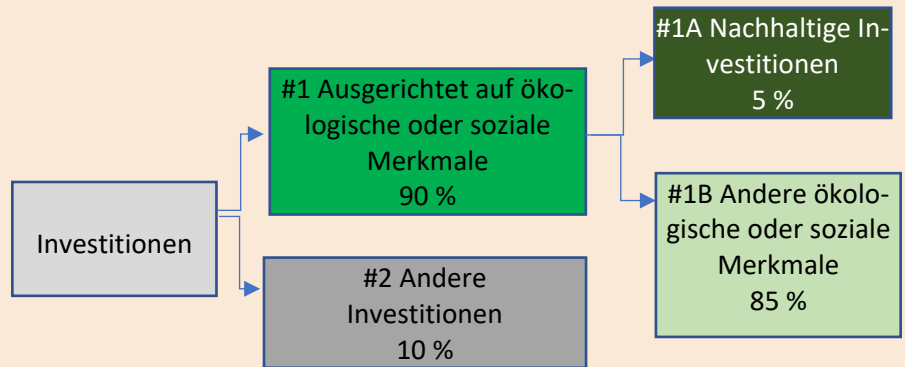 Investitionen
#1 Ausgerichtet auf öko-
logische oder soziale
Merkmale
90 %
#2 Andere
Investitionen
10 %
#1A Nachhaltige In-
vestitionen
5 %
#1B Andere ökolo-
gische oder soziale
Merkmale
85 %